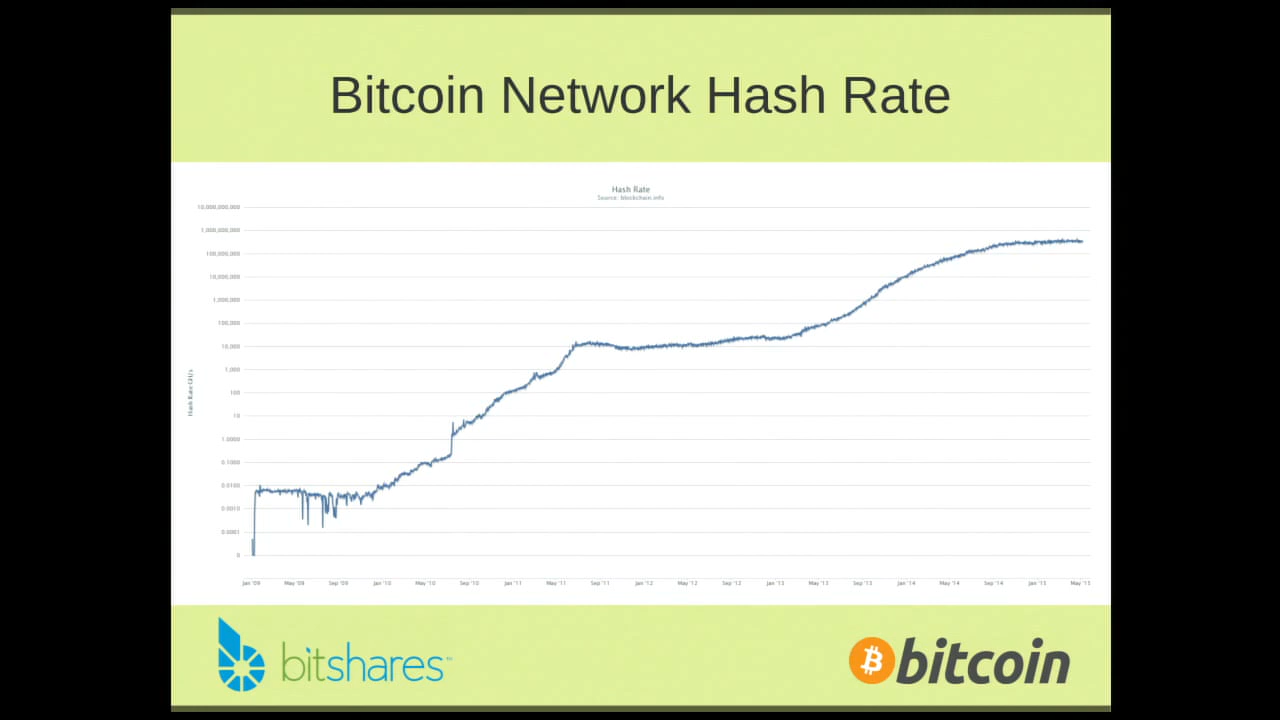 Bitcoin Network Hash Rate
Hash Rate
Source: blockchain.info
10,000,000,000
1,000,000,000
100,000,000
10,000,000
1,000,000
100,000
10,000
1,000
100
10
1.0000
0.1000
0.0100
0.0010
0.0001
0
Hash Rate GH/s
Jan '09 May '09 Sep '09 Jan '10 May '10 Sep '10 Jan '11 May '11 Sep '11 Jan '12 May '12 Sep '12 Jan '13 May '13 Sep '13 Jan '14 May '14 Sep '14 Jan '15 May '15
bitshares™
bitcoin